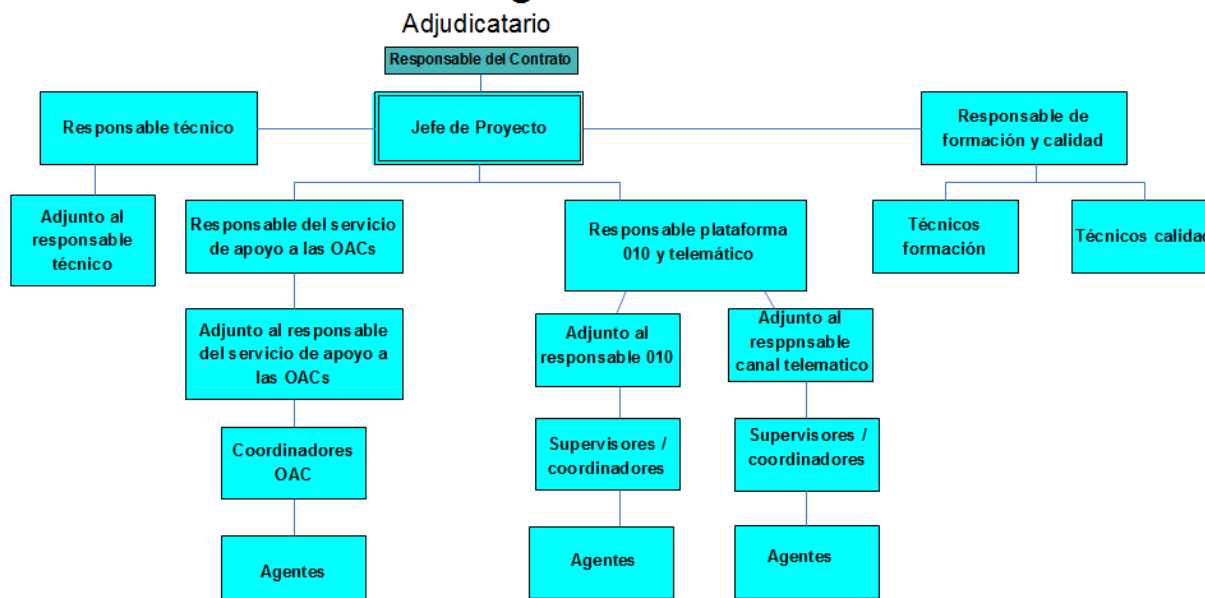 Adjudicatario
Responsable del Contrato
Responsable técnico
Jefe de Proyecto
Responsable de
formación y calidad
Adjunto al
responsable
técnico
Responsable del servicio
de apoyo a las OACs
Responsable plataforma
010 y telemático
Técnicos
formación
Técnicos calidad
Adjunto al responsable
del servicio de apoyo a
las OACs
Adjunto al
responsable 010
Adjunto al
resppnsable
canal telematico
Coordinadores
OAC
Supervisores /
coordinadores
Supervisores /
coordinadores
Agentes
Agentes
Agentes